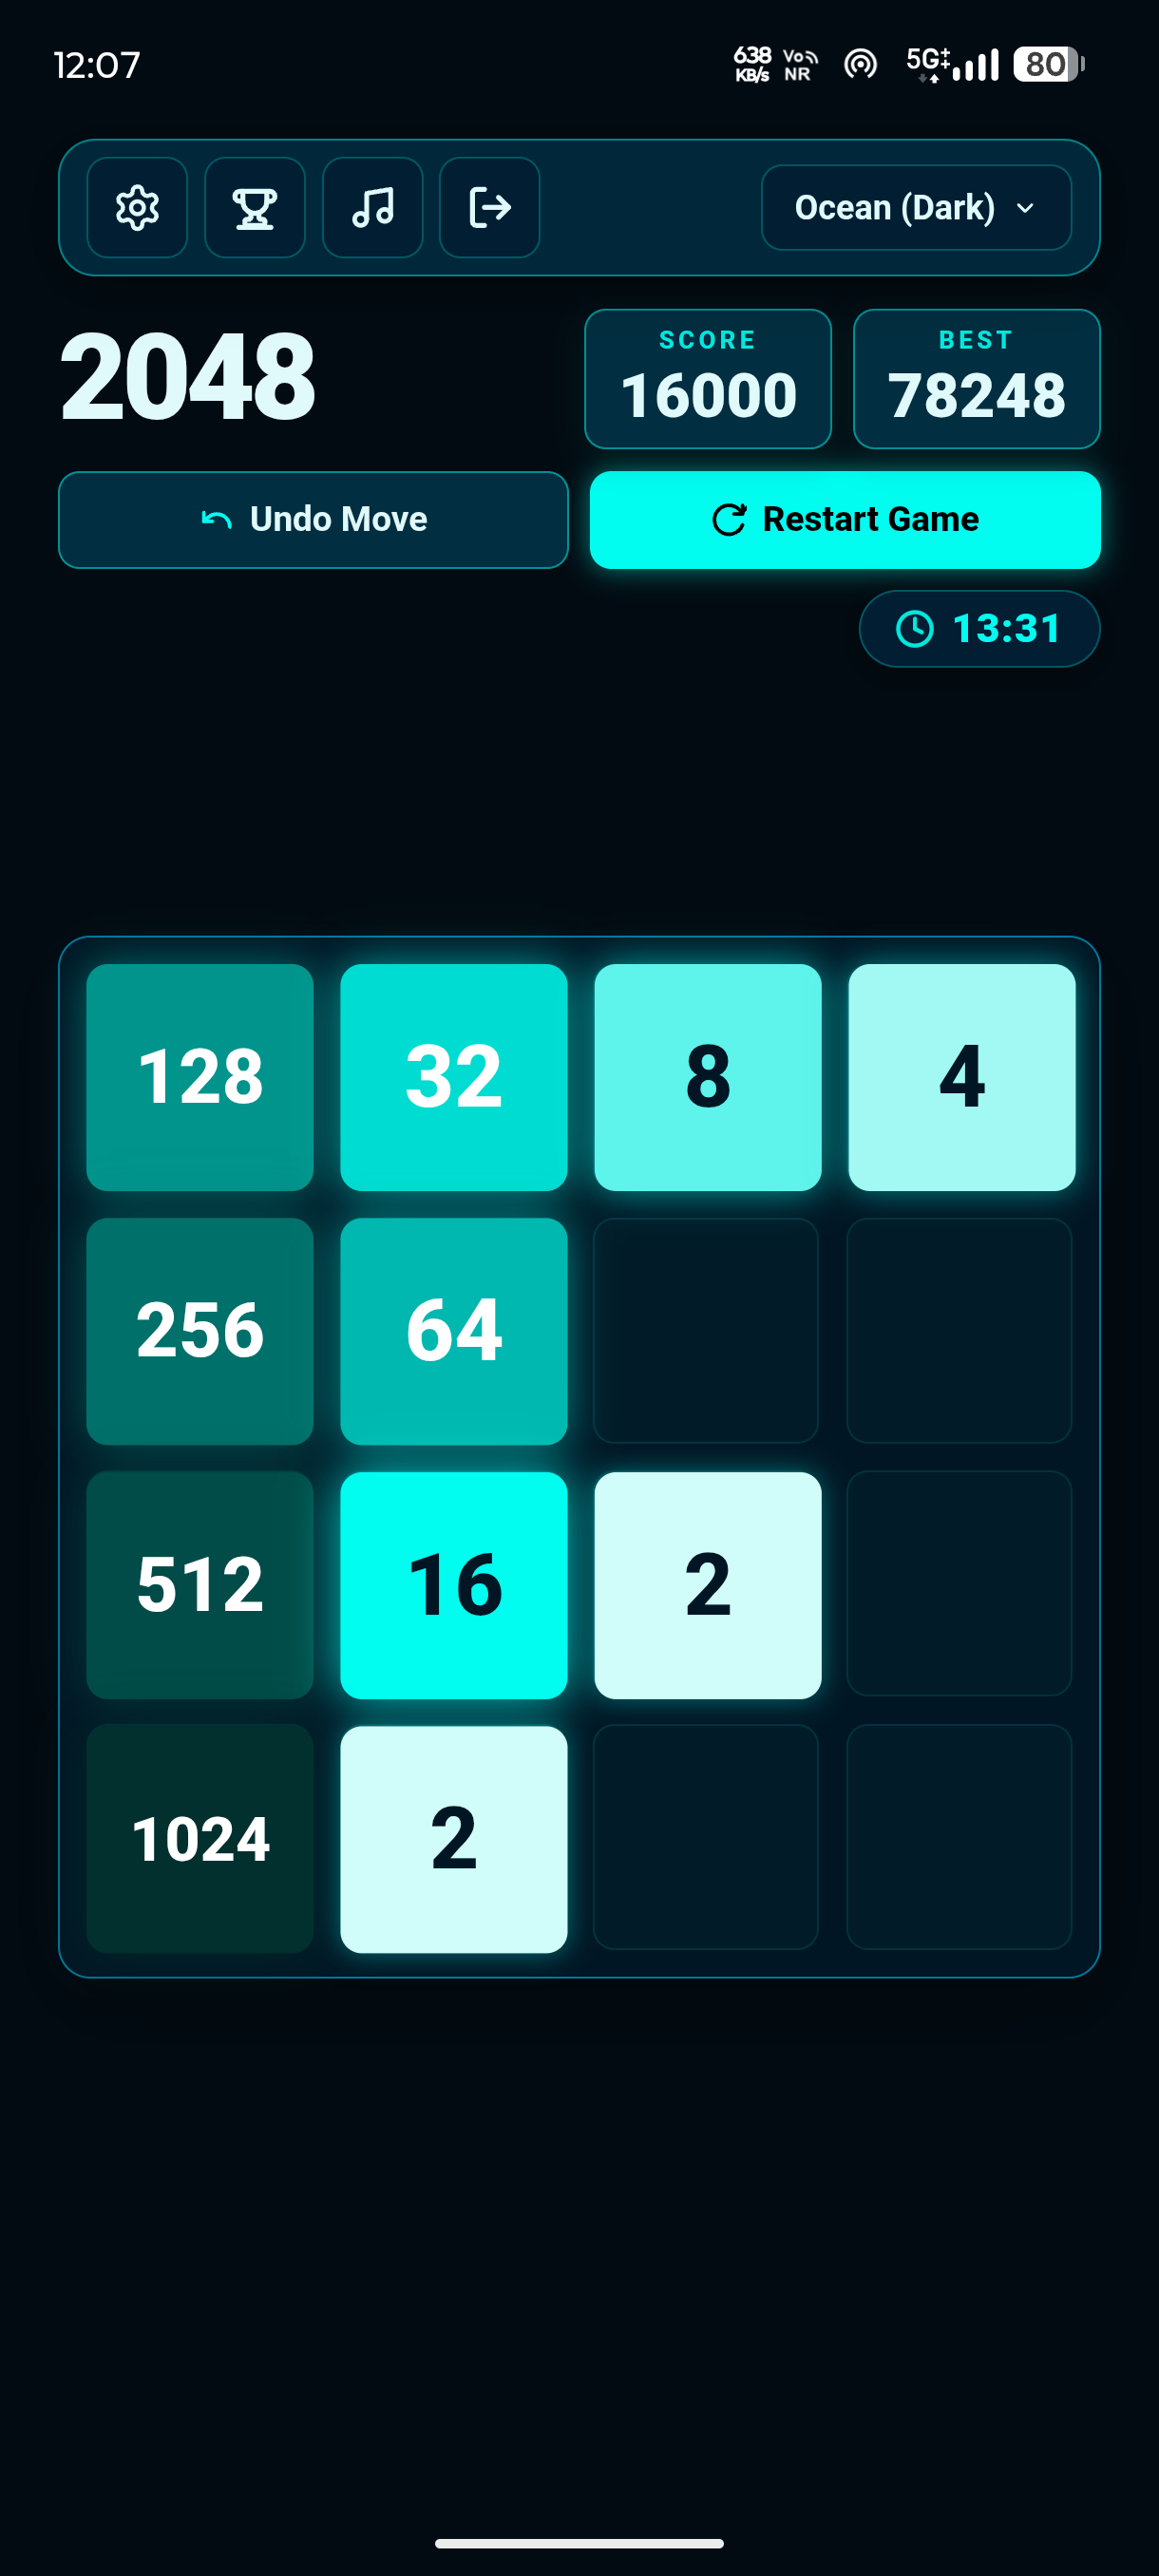 12:07 638 KB/s Vo NR 5G 80
Ocean (Dark)
2048
SCORE
16000
BEST
78248
Undo Move
Restart Game
13:31
128 32 8 4
256 64
512 16 2
1024 2